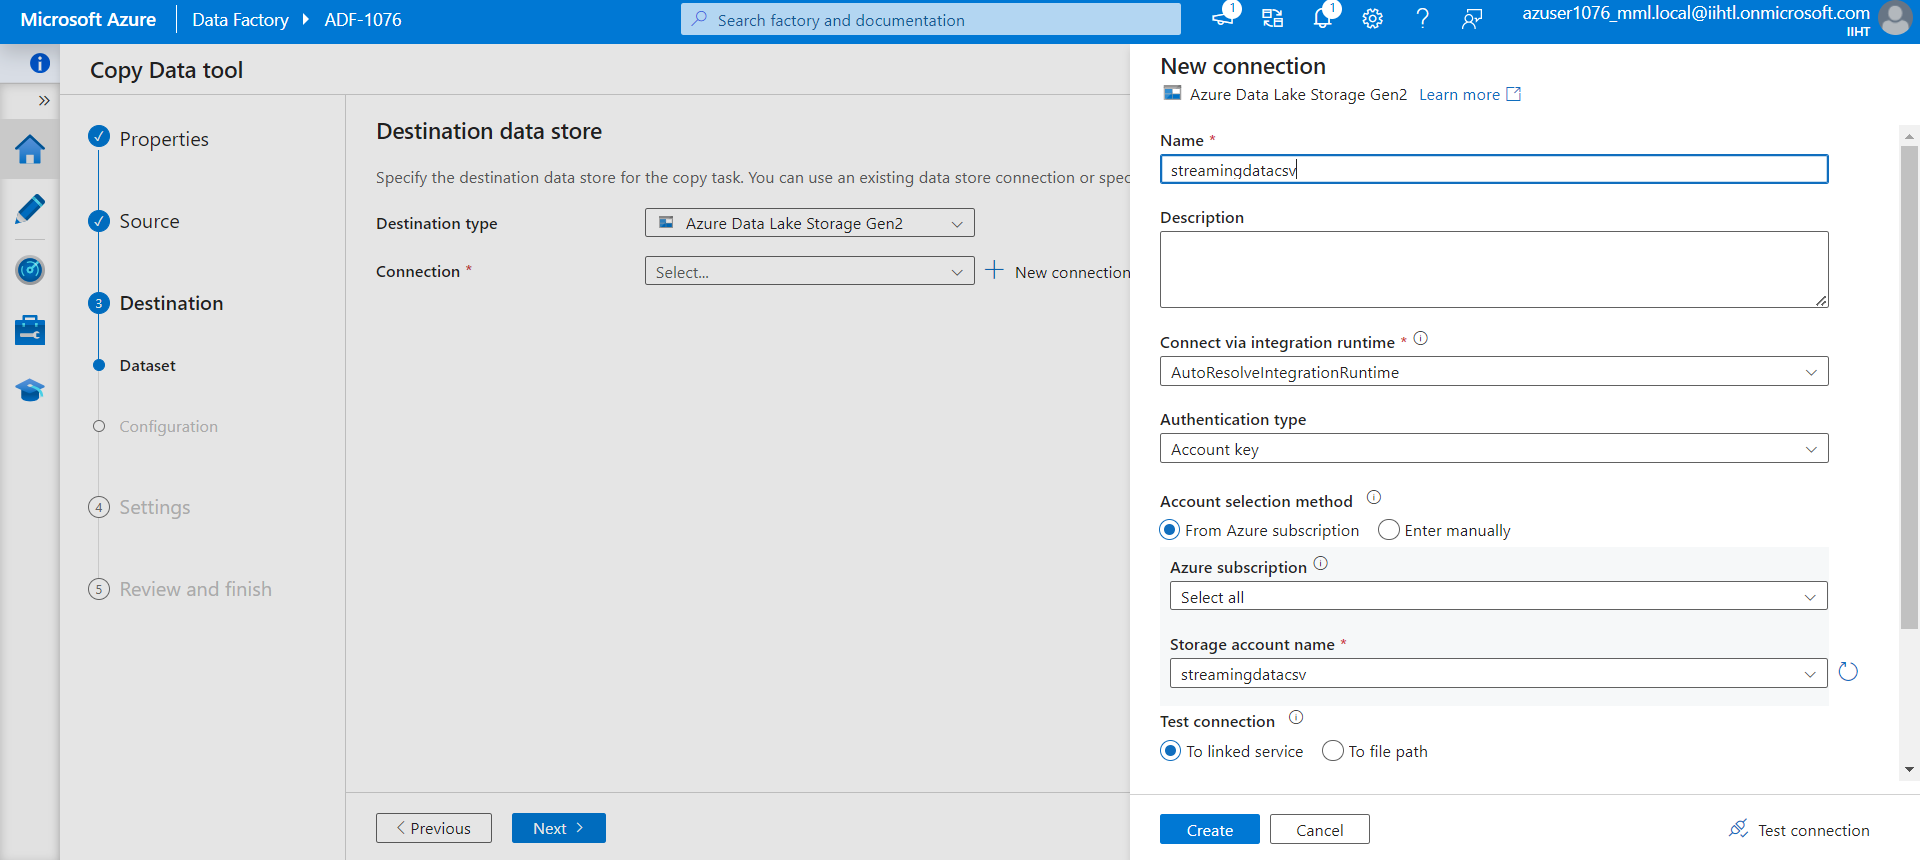 Microsoft Azure Data Factory ADF-1076 Search factory and documentation 1 1 azuser1076_mml.local@iihtl.onmicrosoft.com
IIHT
Copy Data tool
Properties
Source
3 Destination
Dataset
Configuration
4 Settings
5 Review and finish
Destination data store
Specify the destination data store for the copy task. You can use an existing data store connection or spec
Destination type Azure Data Lake Storage Gen2
Connection * Select... New connection
Previous Next
New connection
Azure Data Lake Storage Gen2 Learn more
Name *
streamingdatacsv
Description
Connect via integration runtime *
AutoResolveIntegrationRuntime
Authentication type
Account key
Account selection method
From Azure subscription Enter manually
Azure subscription
Select all
Storage account name *
streamingdatacsv
Test connection
To linked service To file path
Create Cancel Test connection